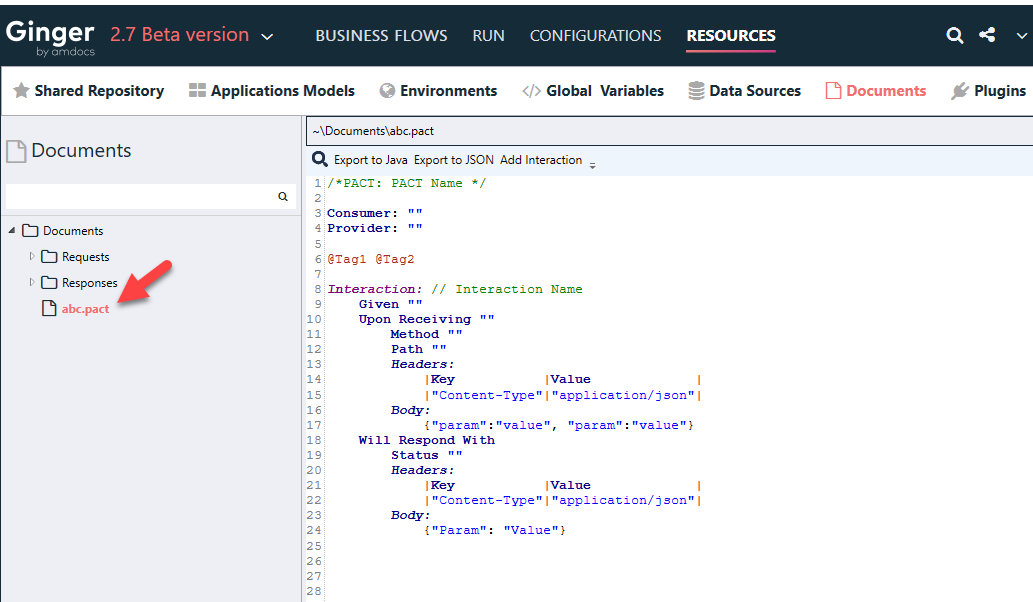 Ginger by amdocs 2.7 Beta version BUSINESS FLOWS RUN CONFIGURATIONS RESOURCES
Shared Repository Applications Models Environments </> Global Variables Data Sources Documents Plugins
Documents
Documents
Requests
Responses
abc.pact
~\Documents\abc.pact
Export to Java Export to JSON Add Interaction
1 /*PACT: PACT Name */
2
3 Consumer: ""
4 Provider: ""
5
6 @Tag1 @Tag2
7
8 Interaction: // Interaction Name
9 Given ""
10 Upon Receiving ""
11 Method ""
12 Path ""
13 Headers:
14 |Key |Value |
15 |"Content-Type"|"application/json"|
16 Body:
17 {"param":"value", "param":"value"}
18 Will Respond With
19 Status ""
20 Headers:
21 |Key |Value |
22 |"Content-Type"|"application/json"|
23 Body:
24 {"Param": "Value"}
25
26
27
28